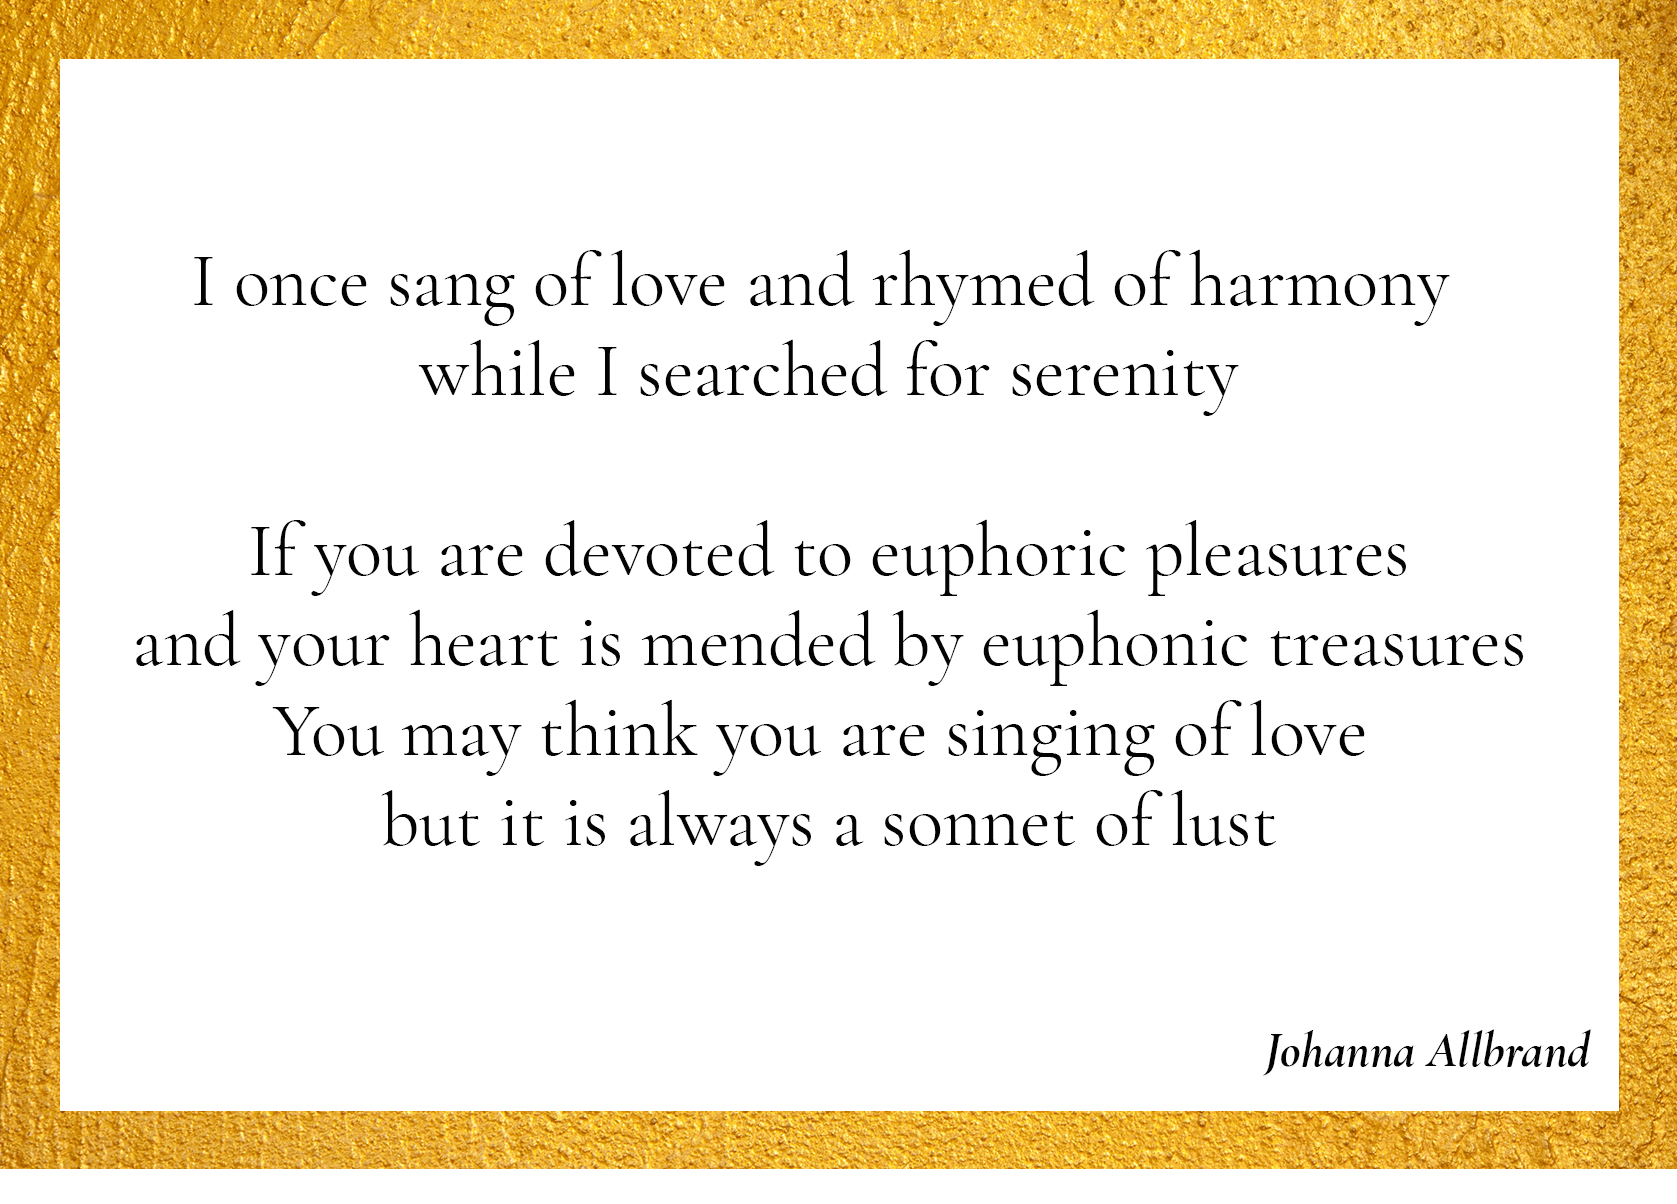 I once sang of love and rhymed of harmony
while I searched for serenity
If you are devoted to euphoric pleasures
and your heart is mended by euphonic treasures
You may think you are singing of love
but it is always a sonnet of lust
Johanna Allbrand